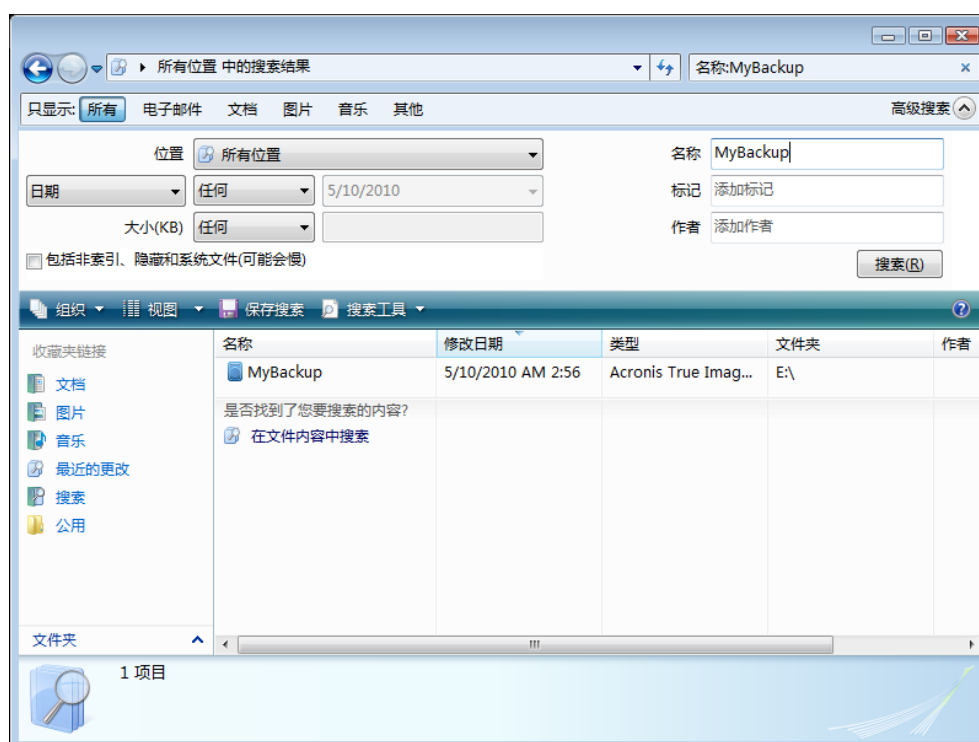 所有位置 中的搜索结果
名称:MyBackup
只显示: 所有 电子邮件 文档 图片 音乐 其他 高级搜索
位置 所有位置 名称 MyBackup
日期 任何 5/10/2010 标记 添加标记
大小(KB) 任何 作者 添加作者
包括非索引、隐藏和系统文件(可能会慢) 搜索(R)
组织 视图 保存搜索 搜索工具
收藏夹链接
文档
图片
音乐
最近的更改
搜索
公用
文件夹
名称 修改日期 类型 文件夹 作者
MyBackup 5/10/2010 AM 2:56 Acronis True Imag... E:\
是否找到了您要搜索的内容?
在文件内容中搜索
1 项目